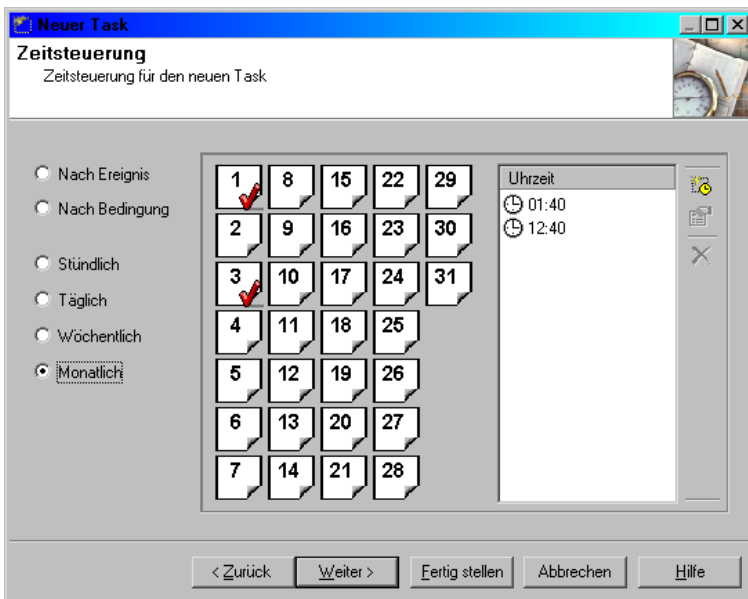 Neuer Task
Zeitsteuerung
Zeitsteuerung für den neuen Task
Nach Ereignis
Nach Bedingung
Stündlich
Täglich
Wöchentlich
Monatlich
1 8 15 22 29
2 9 16 23 30
3 10 17 24 31
4 11 18 25
5 12 19 26
6 13 20 27
7 14 21 28
Uhrzeit
01:40
12:40
< Zurück
Weiter >
Fertig stellen
Abbrechen
Hilfe